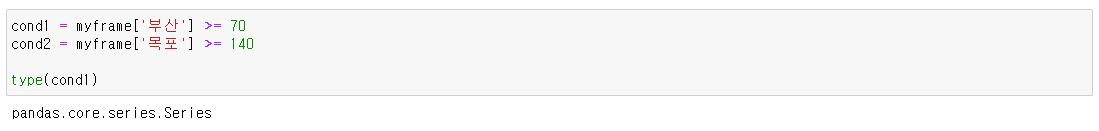 cond1 = myframe['부산'] >= 70
cond2 = myframe['목포'] >= 140
type(cond1)
pandas.core.series.Series